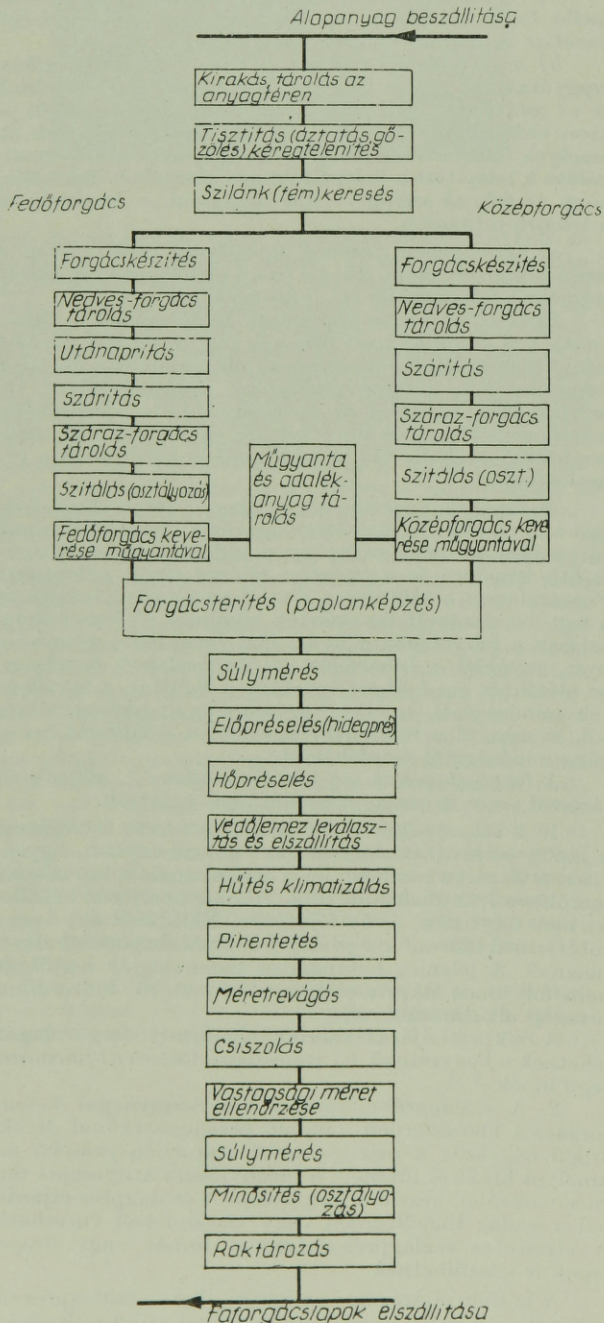 Alapanyag beszállítása
Kirakás, tárolás az
anyagtéren
Tisztítás (áztatás, gő-
zölés) kéregtelenítés
Szilánk (fém) keresés
Fedőforgács
Középforgács
Forgácskészítés
Nedves-forgács
tárolás
Utánaprítás
Szárítás
Száraz-forgács
tárolás
Szitálás (osztályozás)
Fedőforgács keve-
rése műgyantával
Műgyanta
és adalék-
anyag tá-
rolás
Forgácskészítés
Nedves-forgács
tárolás
Szárítás
Száraz-forgács
tárolás
Szitálás (oszt.)
Középforgács keve
rése műgyantával
Forgácsterítés (paplanképzés)
Súlymérés
Előpréselés (hidegprés)
Hőpréselés
Védőlemez leválasz-
tás és elszállítás
Hűtés klimatizálás
Pihentetés
Méretrevágás
Csiszolás
Vastagsági méret
ellenőrzése
Súlymérés
Minősítés (osztályo-
zás)
Raktározás
Faforgácslapok elszállítása